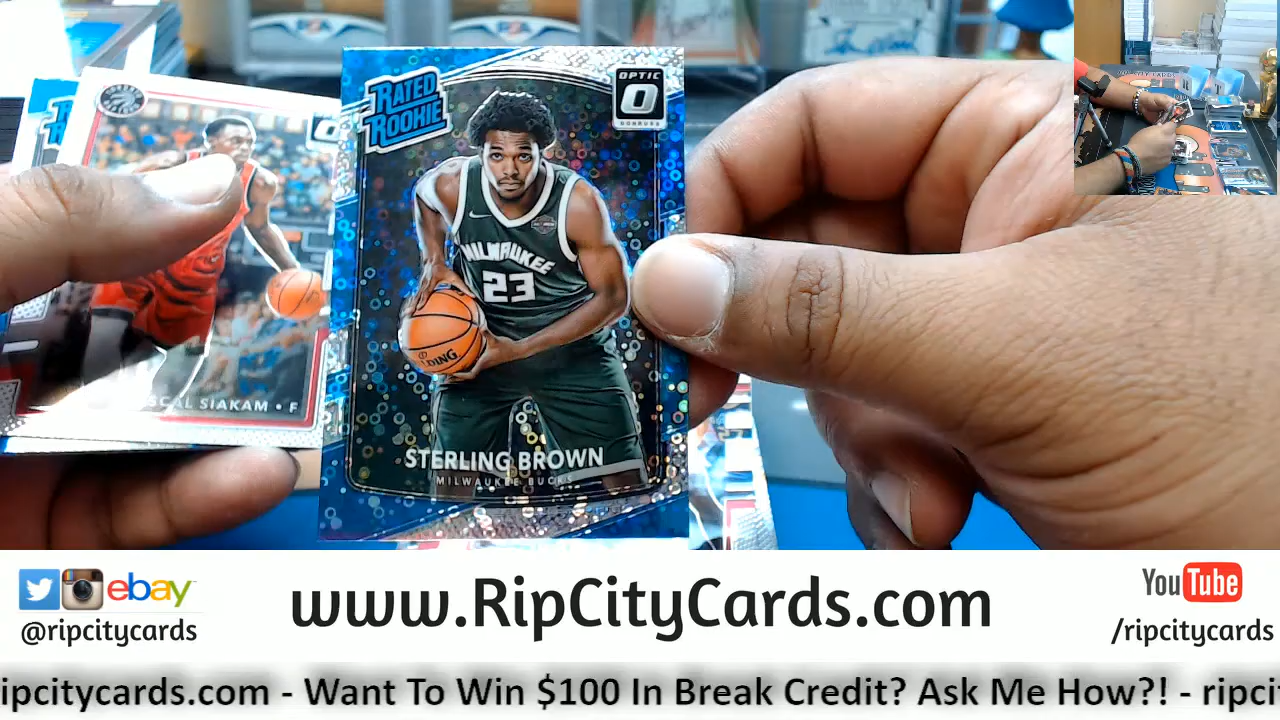 RATED
ROOKIE
OPTIC
O
DONRUSS
MILWAUKEE
23
STERLING BROWN
MILWAUKEE BUCKS
SCAL SIAKAM • F
ebay
@ripcitycards
www.RipCityCards.com
YouTube
/ripcitycards
ipcitycards.com - Want To Win $100 In Break Credit? Ask Me How?! - ripci